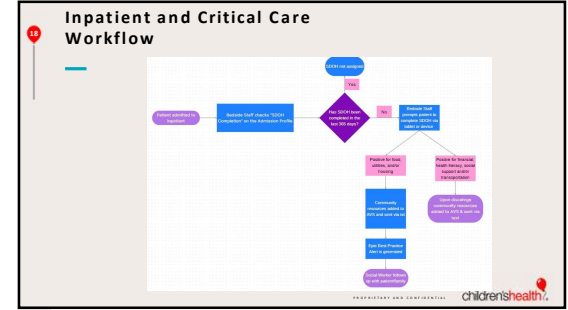 18
Inpatient and Critical Care
Workflow
SDOH not assigned
Yes
Patient admitted to
inpatient
Bedside Staff checks "SDOH
Completion" on the Admission Profile
Has SDOH been
completed in the
last 365 days?
No
Bedside Staff
prompts patient to
complete SDOH via
tablet or device
Positive for food,
utilities, and/or
housing
Positive for financial,
health literacy, social
support and/or
transportation
Community
resources added to
AVS and sent via
Upon discharge
community resources
added to AVS & sent via
text
Epic Best Practice
Alert is generated
Social Worker follows
up with patient/family
PROPRIETARY AND CONFIDENTIAL
children'shealth